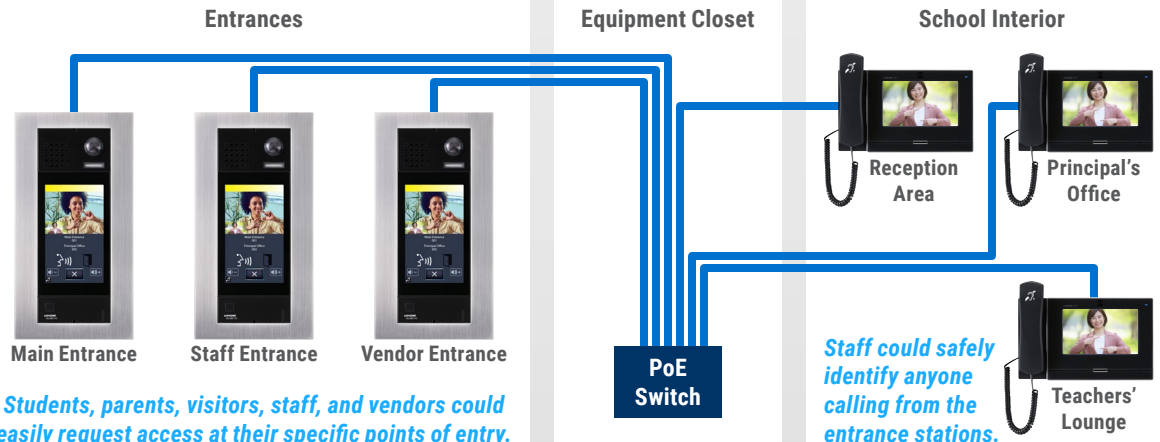 Entrances
Equipment Closet
School Interior
Main Entrance
Staff Entrance
Vendor Entrance
Students, parents, visitors, staff, and vendors could
easily request access at their specific points of entry.
PoE
Switch
Reception
Area
Principal's
Office
Staff could safely
identify anyone
calling from the
entrance stations.
Teachers'
Lounge